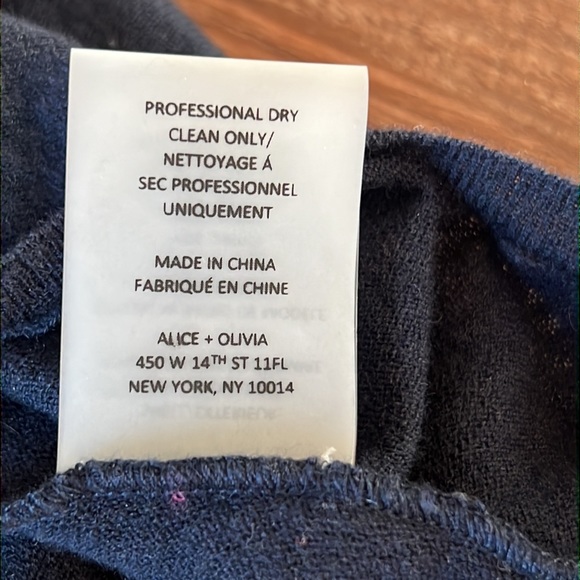 PROFESSIONAL DRY
CLEAN ONLY/
NETTOYAGE Á
SEC PROFESSIONNEL
UNIQUEMENT
MADE IN CHINA
FABRIQUÉ EN CHINE
ALICE + OLIVIA
450 W 14TH ST 11FL
NEW YORK, NY 10014